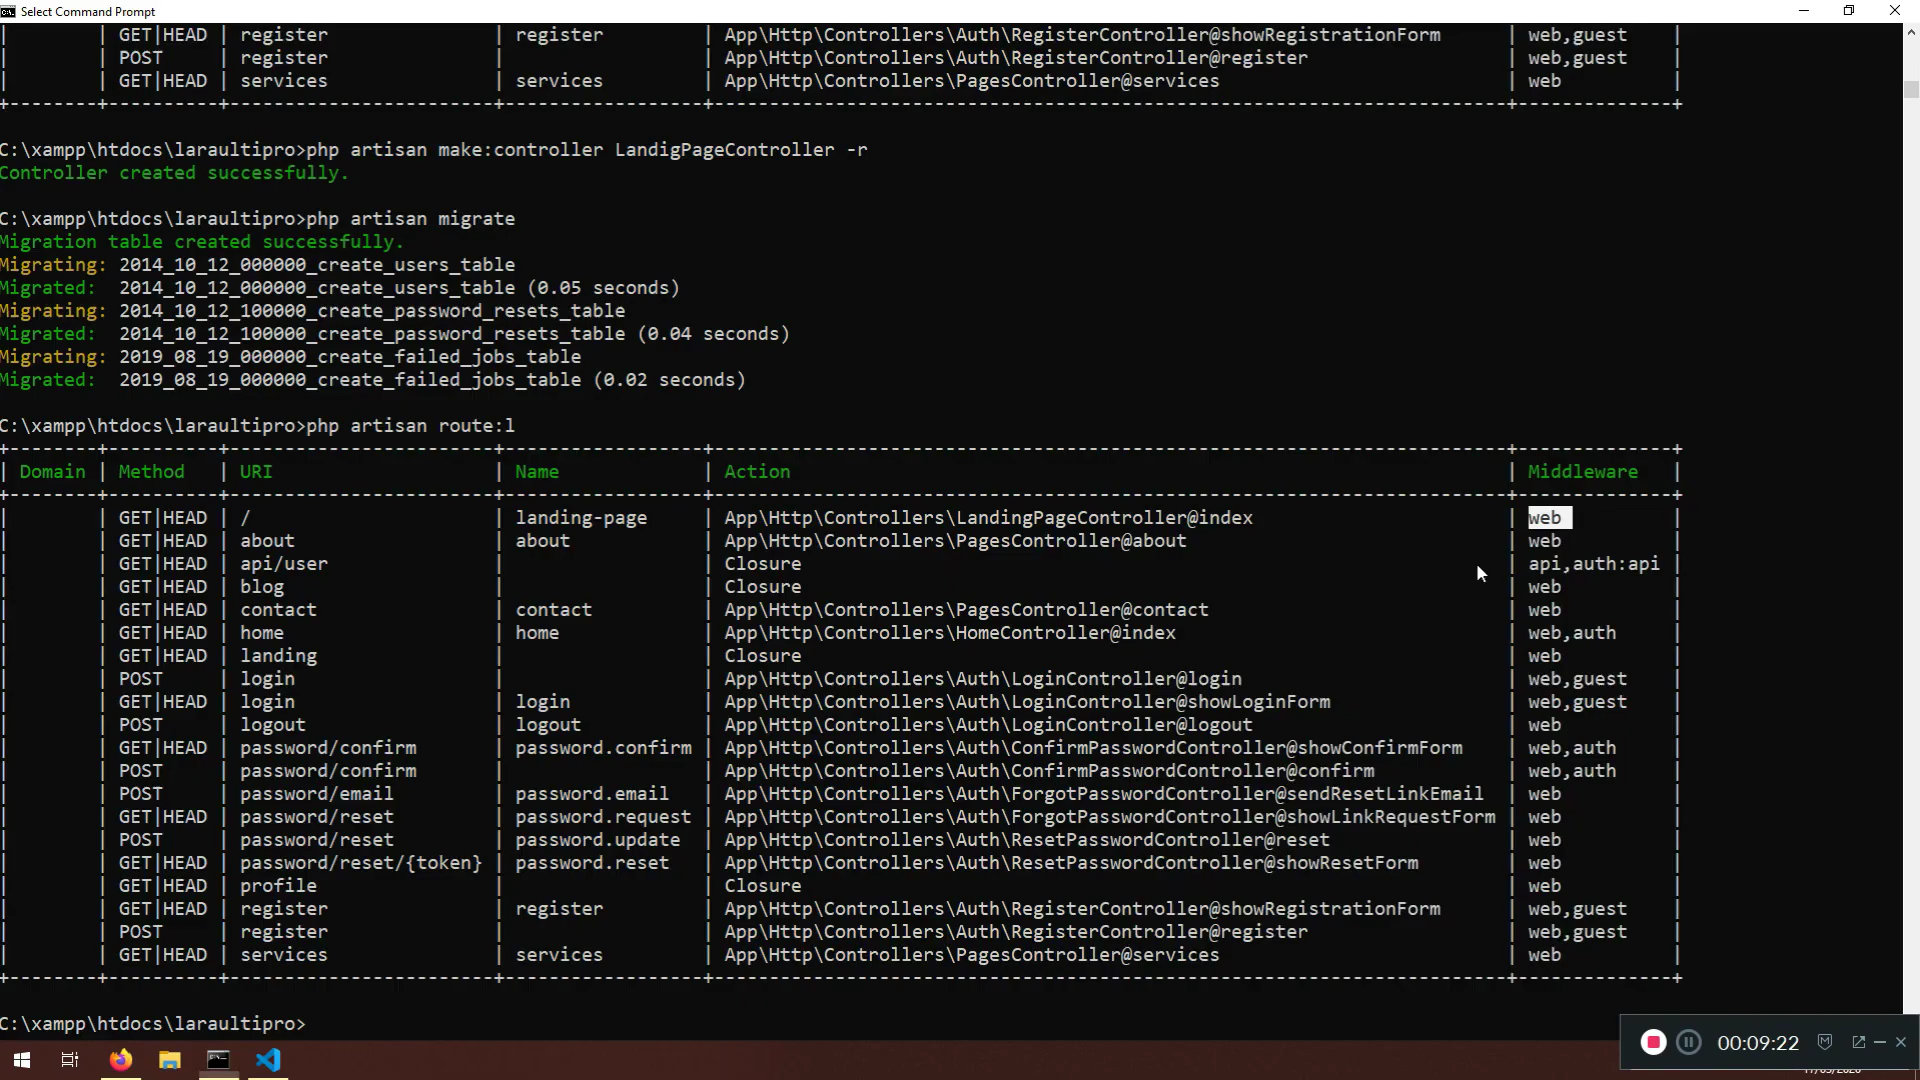 Select Command Prompt
| | GET|HEAD | register | register | App\Http\Controllers\Auth\RegisterController@showRegistrationForm | web,guest |
| | POST | register | | App\Http\Controllers\Auth\RegisterController@register | web,guest |
| | GET|HEAD | services | services | App\Http\Controllers\PagesController@services | web |
C:\xampp\htdocs\laraultipro>php artisan make:controller LandigPageController -r
Controller created successfully.
C:\xampp\htdocs\laraultipro>php artisan migrate
Migration table created successfully.
Migrating: 2014_10_12_000000_create_users_table
Migrated: 2014_10_12_000000_create_users_table (0.05 seconds)
Migrating: 2014_10_12_100000_create_password_resets_table
Migrated: 2014_10_12_100000_create_password_resets_table (0.04 seconds)
Migrating: 2019_08_19_000000_create_failed_jobs_table
Migrated: 2019_08_19_000000_create_failed_jobs_table (0.02 seconds)
C:\xampp\htdocs\laraultipro>php artisan route:l
| Domain | Method | URI | Name | Action | Middleware |
| | GET|HEAD | / | landing-page | App\Http\Controllers\LandingPageController@index | web |
| | GET|HEAD | about | about | App\Http\Controllers\PagesController@about | web |
| | GET|HEAD | api/user | | Closure | api,auth:api |
| | GET|HEAD | blog | | Closure | web |
| | GET|HEAD | contact | contact | App\Http\Controllers\PagesController@contact | web |
| | GET|HEAD | home | home | App\Http\Controllers\HomeController@index | web,auth |
| | GET|HEAD | landing | | Closure | web |
| | POST | login | | App\Http\Controllers\Auth\LoginController@login | web,guest |
| | GET|HEAD | login | login | App\Http\Controllers\Auth\LoginController@showLoginForm | web,guest |
| | POST | logout | logout | App\Http\Controllers\Auth\LoginController@logout | web |
| | GET|HEAD | password/confirm | password.confirm | App\Http\Controllers\Auth\ConfirmPasswordController@showConfirmForm | web,auth |
| | POST | password/confirm | | App\Http\Controllers\Auth\ConfirmPasswordController@confirm | web,auth |
| | POST | password/email | password.email | App\Http\Controllers\Auth\ForgotPasswordController@sendResetLinkEmail | web |
| | GET|HEAD | password/reset | password.request | App\Http\Controllers\Auth\ForgotPasswordController@showLinkRequestForm | web |
| | POST | password/reset | password.update | App\Http\Controllers\Auth\ResetPasswordController@reset | web |
| | GET|HEAD | password/reset/{token} | password.reset | App\Http\Controllers\Auth\ResetPasswordController@showResetForm | web |
| | GET|HEAD | profile | | Closure | web |
| | GET|HEAD | register | register | App\Http\Controllers\Auth\RegisterController@showRegistrationForm | web,guest |
| | POST | register | | App\Http\Controllers\Auth\RegisterController@register | web,guest |
| | GET|HEAD | services | services | App\Http\Controllers\PagesController@services | web |
C:\xampp\htdocs\laraultipro>
00:09:22